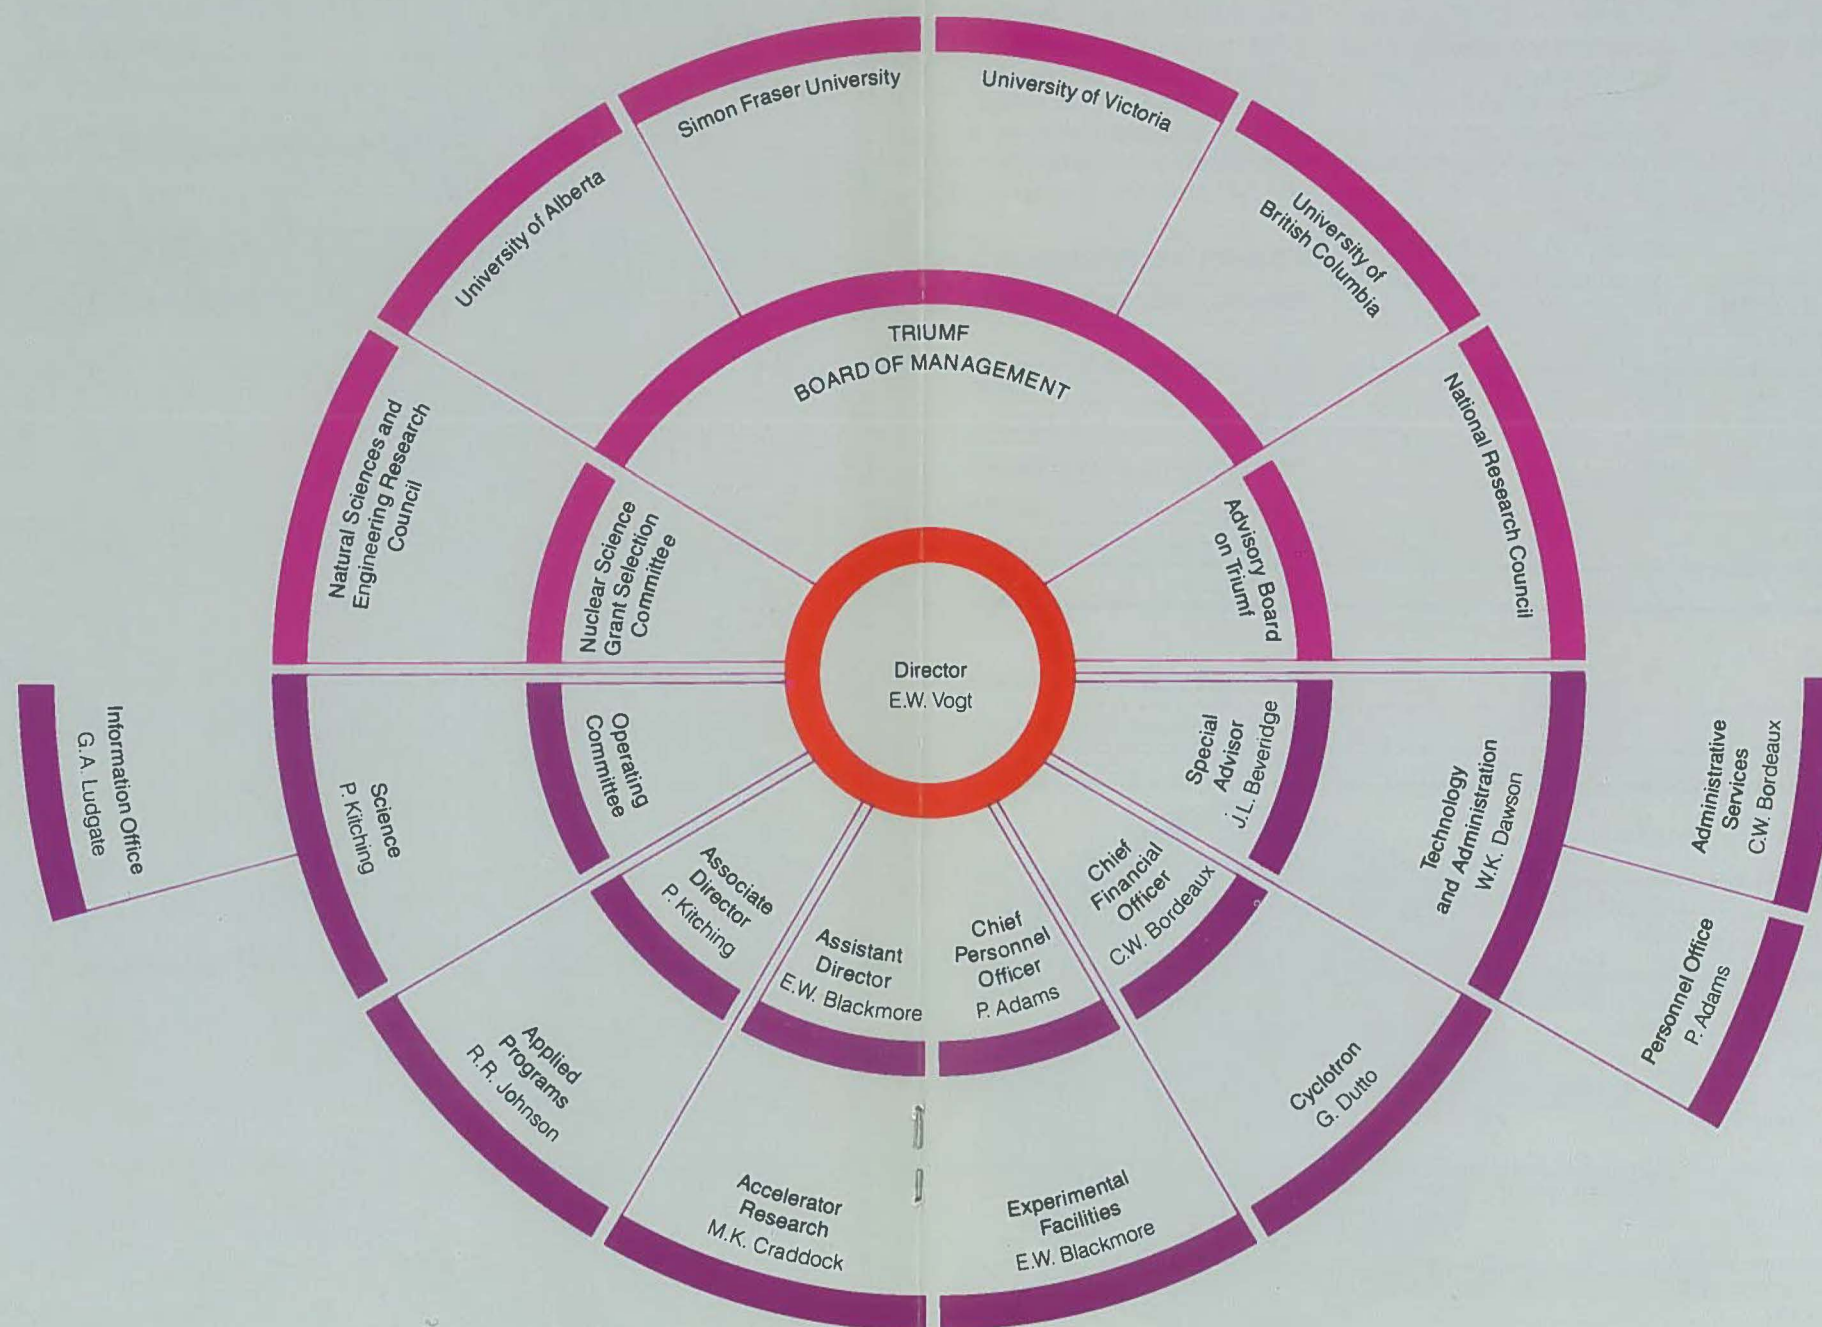 Simon Fraser University
University of Victoria
University of Alberta
University of
British Columbia
Natural Sciences and
Engineering Research
Council
National Research Council
TRIUMF
BOARD OF MANAGEMENT
Nuclear Science
Grant Selection
Committee
Advisory Board
on Triumf
Director
E.W. Vogt
Operating
Committee
Associate
Director
P. Kitching
Assistant
Director
E.W. Blackmore
Chief
Personnel
Officer
P. Adams
Chief
Financial
Officer
C.W. Bordeaux
Special
Advisor
J.L. Beveridge
Information Office
G.A. Ludgate
Science
P. Kitching
Applied
Programs
R.R. Johnson
Accelerator
Research
M.K. Craddock
Experimental
Facilities
E.W. Blackmore
Cyclotron
G. Dutto
Technology
and Administration
W.K. Dawson
Administrative
Services
C.W. Bordeaux
Personnel Office
P. Adams